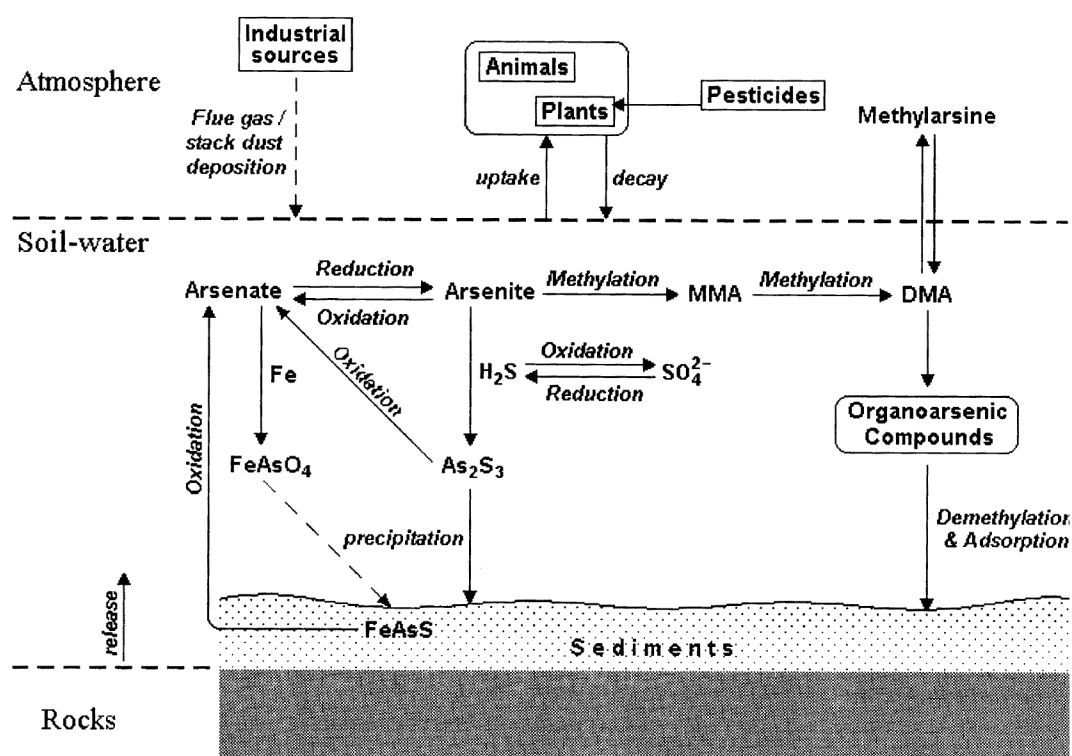 Industrial
sources
Atmosphere
Animals
Plants
Pesticides
Methylarsine
Flue gas /
stack dust
deposition
uptake
decay
Soil-water
Arsenate
Reduction
Oxidation
Arsenite
Methylation
MMA
Methylation
DMA
Fe
Oxidation
H₂S
Oxidation
Reduction
SO₄²⁻
Organoarsenic
Compounds
Oxidation
FeAsO₄
As₂S₃
precipitation
Demethylation
& Adsorption
release
FeAsS
Sediments
Rocks